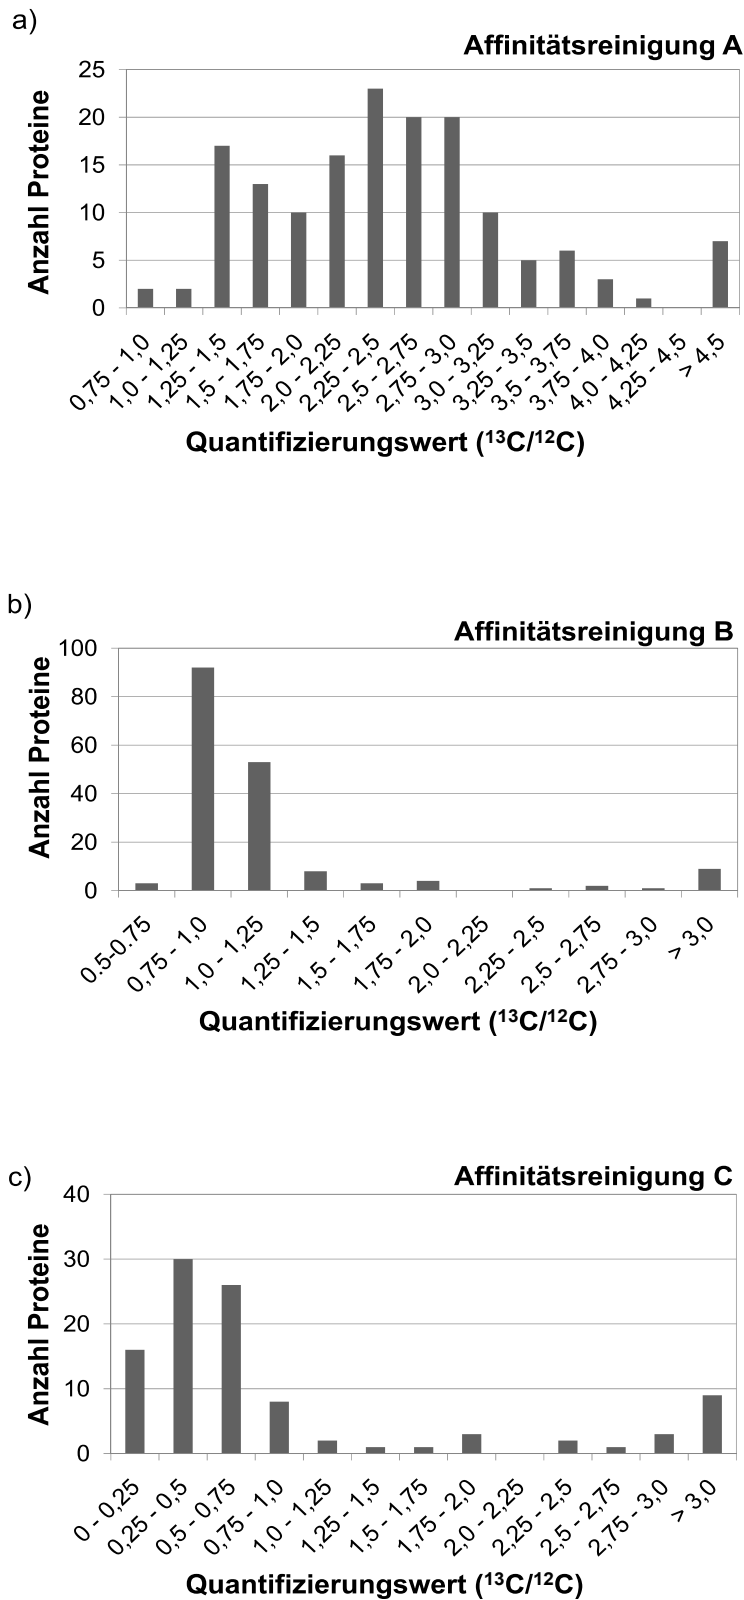 a)
Affinitätsreinigung A
Anzahl Proteine
25
20
15
10
5
0
0,75 - 1,0
1,0 - 1,25
1,25 - 1,5
1,5 - 1,75
1,75 - 2,0
2,0 - 2,25
2,25 - 2,5
2,5 - 2,75
2,75 - 3,0
3,0 - 3,25
3,25 - 3,5
3,5 - 3,75
3,75 - 4,0
4,0 - 4,25
4,25 - 4,5
> 4,5
Quantifizierungswert (¹³C/¹²C)
b)
Affinitätsreinigung B
Anzahl Proteine
100
80
60
40
20
0
0.5-0.75
0,75 - 1,0
1,0 - 1,25
1,25 - 1,5
1,5 - 1,75
1,75 - 2,0
2,0 - 2,25
2,25 - 2,5
2,5 - 2,75
2,75 - 3,0
> 3,0
Quantifizierungswert (¹³C/¹²C)
c)
Affinitätsreinigung C
Anzahl Proteine
40
30
20
10
0
0 - 0,25
0,25 - 0,5
0,5 - 0,75
0,75 - 1,0
1,0 - 1,25
1,25 - 1,5
1,5 - 1,75
1,75 - 2,0
2,0 - 2,25
2,25 - 2,5
2,5 - 2,75
2,75 - 3,0
> 3,0
Quantifizierungswert (¹³C/¹²C)